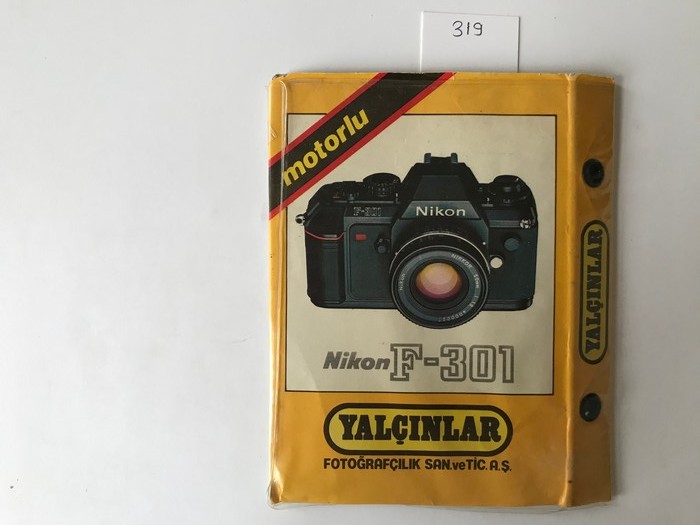 319
motorlu
F-301
Nikon
Nikon F-301
YALÇINLAR
FOTOĞRAFÇILIK SAN.veTİC. A.Ş.
YALÇINLAR